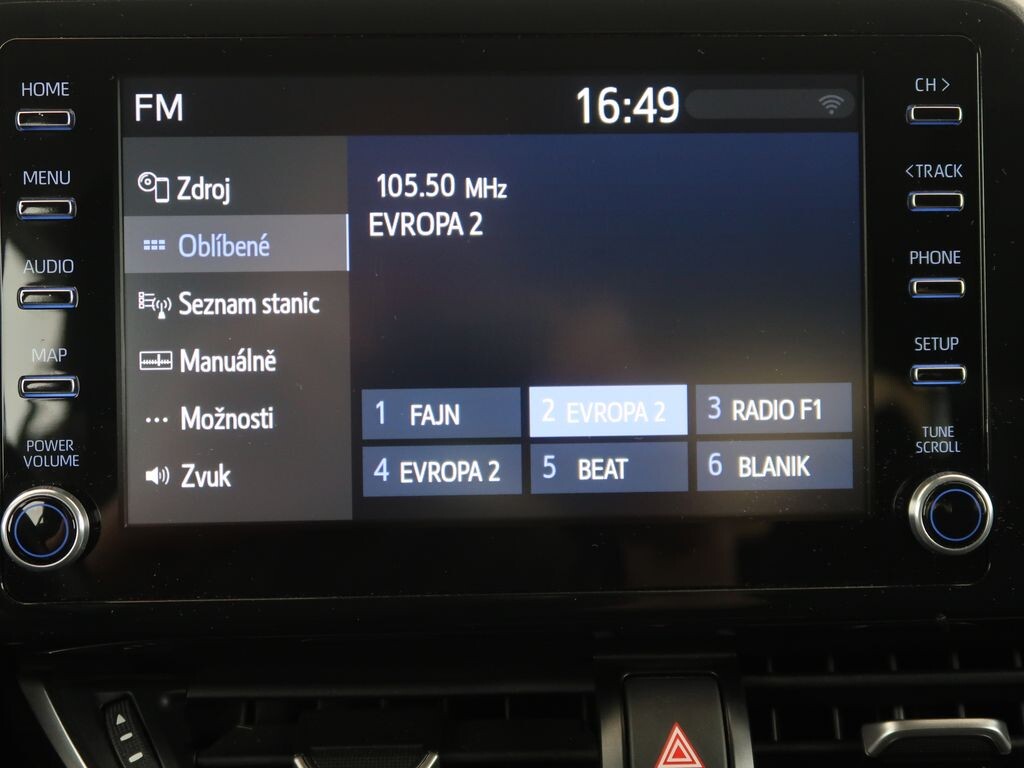 HOME
MENU
AUDIO
MAP
POWER
VOLUME
FM
16:49
Zdroj
Oblíbené
Seznam stanic
Manuálně
Možnosti
Zvuk
105.50 MHz
EVROPA 2
1 FAJN
2 EVROPA 2
3 RADIO F1
4 EVROPA 2
5 BEAT
6 BLANIK
CH >
<TRACK
PHONE
SETUP
TUNE
SCROLL